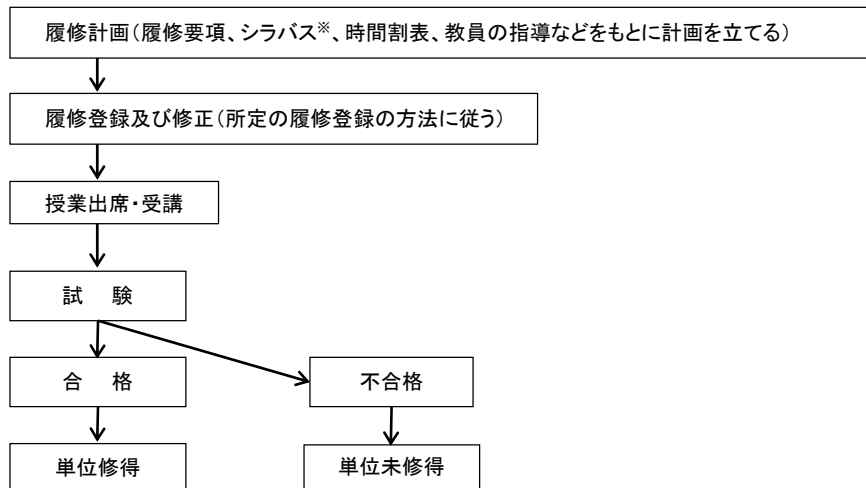 履修計画(履修要項、シラバス※、時間割表、教員の指導などをもとに計画を立てる)
履修登録及び修正(所定の履修登録の方法に従う)
授業出席・受講
試 験
合 格
不合格
単位修得
単位未修得